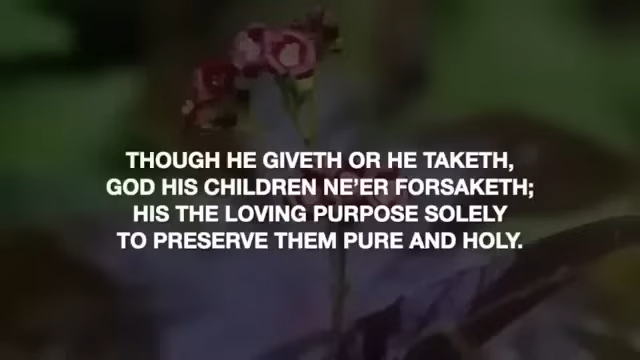 THOUGH HE GIVETH OR HE TAKETH,
GOD HIS CHILDREN NE'ER FORSAKETH;
HIS THE LOVING PURPOSE SOLELY
TO PRESERVE THEM PURE AND HOLY.